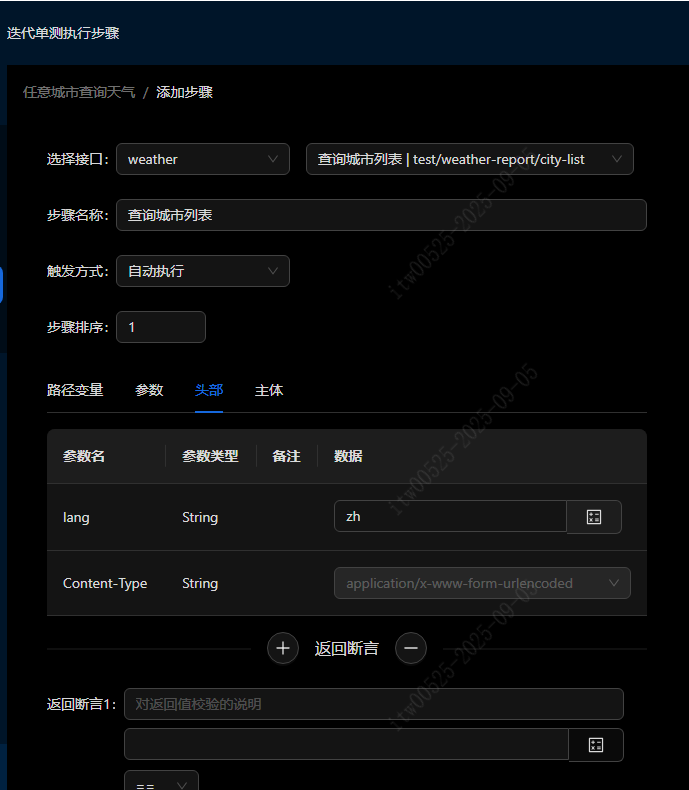 迭代单测执行步骤
任意城市查询天气 / 添加步骤
选择接口: weather 查询城市列表 | test/weather-report/city-list
步骤名称: 查询城市列表
触发方式: 自动执行
步骤排序: 1
路径变量 参数 头部 主体
参数名 参数类型 备注 数据
lang String zh
Content-Type String application/x-www-form-urlencoded
返回断言
返回断言1: 对返回值校验的说明
==
itw00525-2025-09-05
itw00525-2025-09-05
itw00525-2025-09-05